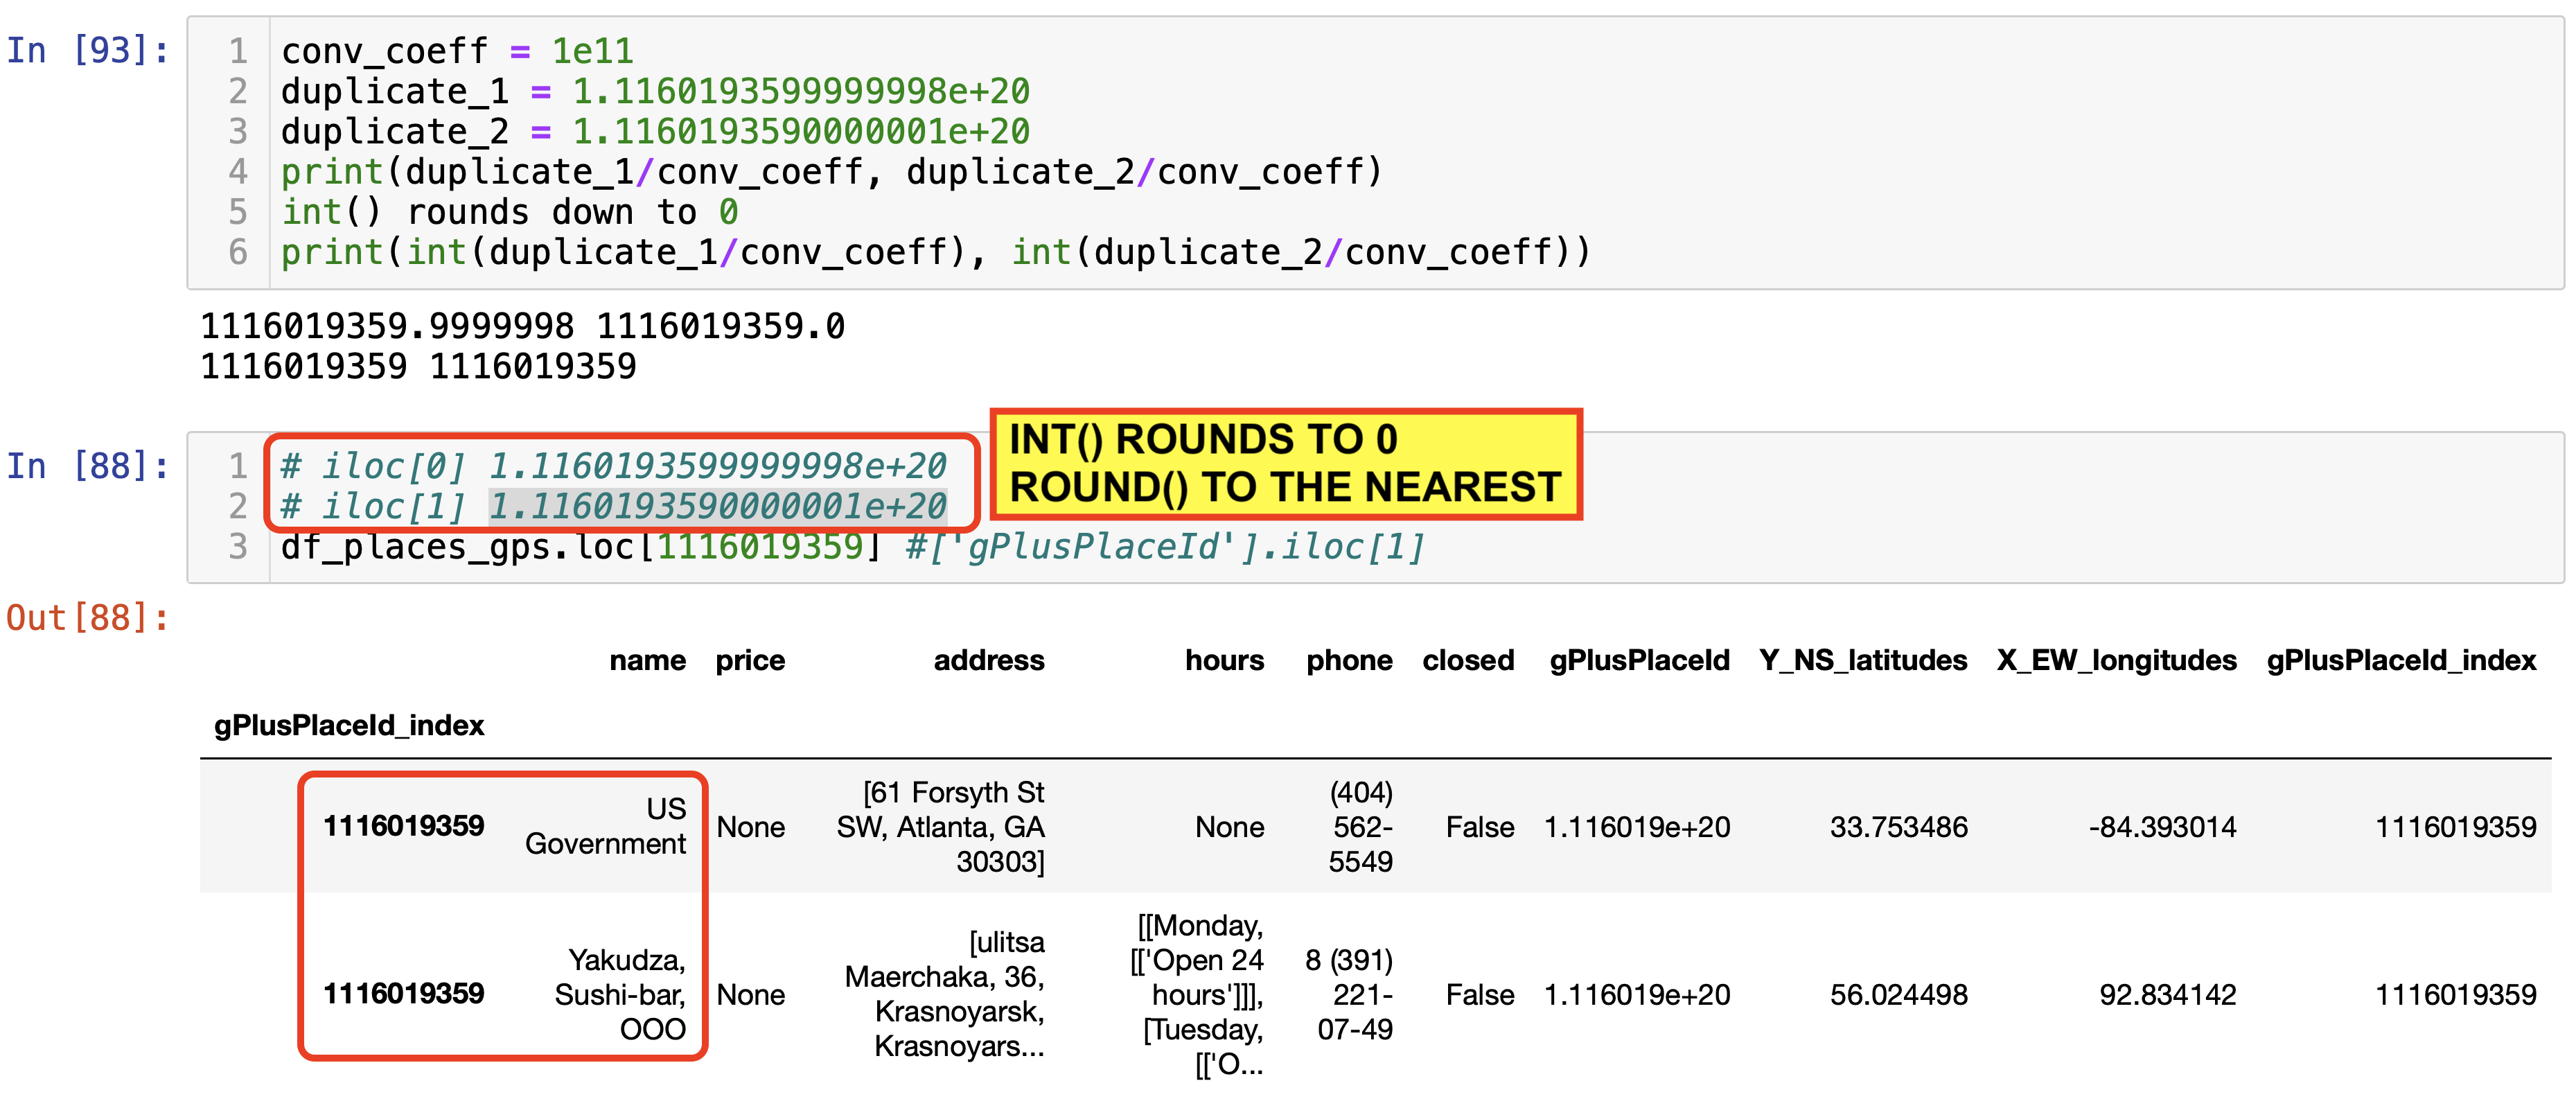 In [93]:
1 conv_coeff = 1e11
2 duplicate_1 = 1.1160193599999998e+20
3 duplicate_2 = 1.1160193590000001e+20
4 print(duplicate_1/conv_coeff, duplicate_2/conv_coeff)
5 int() rounds down to 0
6 print(int(duplicate_1/conv_coeff), int(duplicate_2/conv_coeff))
1116019359.9999998 1116019359.0
1116019359 1116019359
INT() ROUNDS TO 0
ROUND() TO THE NEAREST
In [88]:
1 # iloc[0] 1.1160193599999998e+20
2 # iloc[1] 1.1160193590000001e+20
3 df_places_gps.loc[1116019359] #['gPlusPlaceId'].iloc[1]
Out[88]:
name price address hours phone closed gPlusPlaceId Y_NS_latitudes X_EW_longitudes gPlusPlaceId_index
gPlusPlaceId_index
1116019359
US
Government
None
[61 Forsyth St
SW, Atlanta, GA
30303]
None
(404)
562-
5549
False 1.116019e+20 33.753486 -84.393014 1116019359
1116019359
Yakudza,
Sushi-bar,
OOO
None
[ulitsa
Maerchaka, 36,
Krasnoyarsk,
Krasnoyars...
[[Monday,
[['Open 24
hours']]],
[Tuesday,
[['O...
8 (391)
221-
07-49
False 1.116019e+20 56.024498 92.834142 1116019359